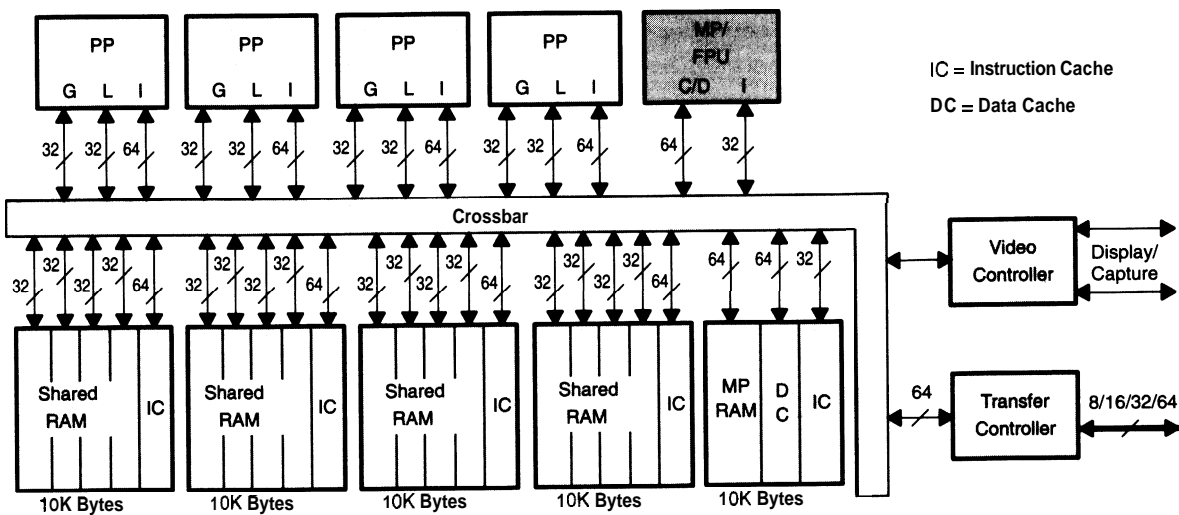 PP
G L I
PP
G L I
PP
G L I
PP
G L I
MP/
FPU
C/D I
IC = Instruction Cache
DC = Data Cache
32 32 64
32 32 64
32 32 64
32 32 64
64 32
Crossbar
32 32 32 32 64
32 32 32 32 64
32 32 32 32 64
32 32 32 32 64
64 64 32
Video
Controller
Display/
Capture
Shared
RAM
IC
Shared
RAM
IC
Shared
RAM
IC
Shared
RAM
IC
MP
RAM
D
C
IC
64
Transfer
Controller
8/16/32/64
10K Bytes
10K Bytes
10K Bytes
10K Bytes
10K Bytes